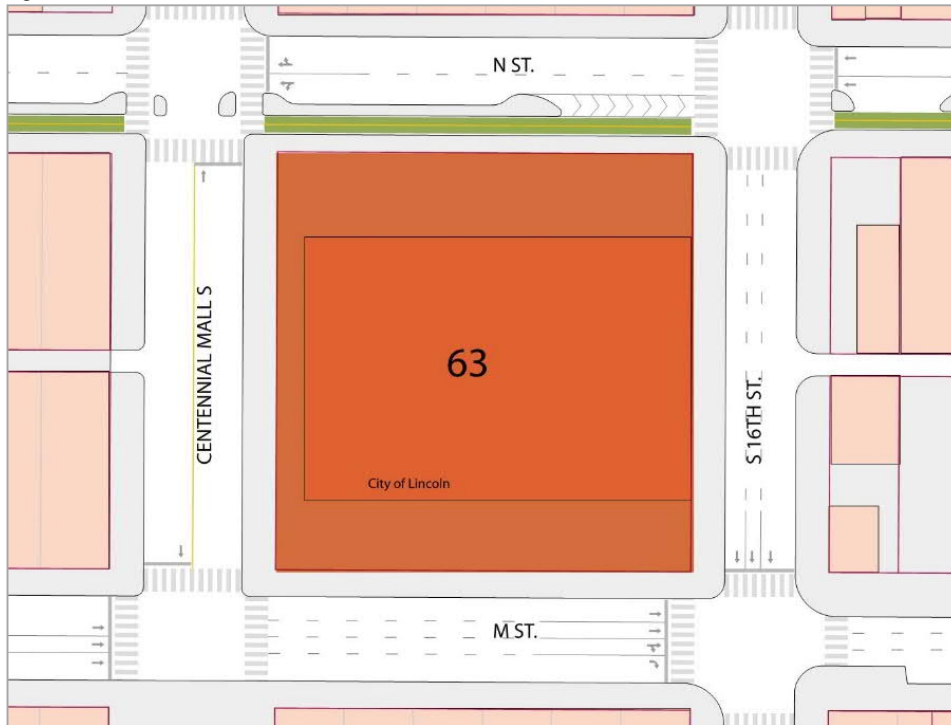 N ST.
CENTENNIAL MALL S
63
S 16TH ST.
City of Lincoln
M ST.